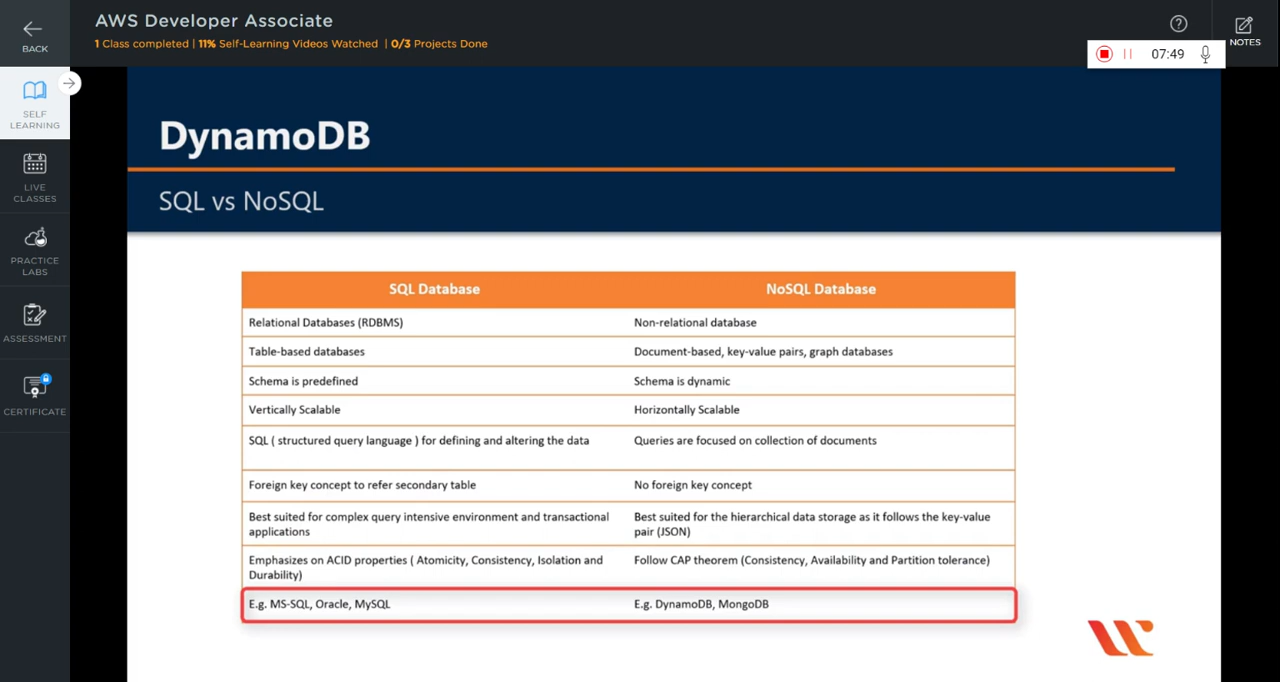 BACK
AWS Developer Associate
1 Class completed | 11% Self-Learning Videos Watched | 0/3 Projects Done
NOTES
07:49
SELF
LEARNING
LIVE
CLASSES
PRACTICE
LABS
ASSESSMENT
CERTIFICATE
DynamoDB
SQL vs NoSQL
SQL Database NoSQL Database
Relational Databases (RDBMS) Non-relational database
Table-based databases Document-based, key-value pairs, graph databases
Schema is predefined Schema is dynamic
Vertically Scalable Horizontally Scalable
SQL ( structured query language ) for defining and altering the data Queries are focused on collection of documents
Foreign key concept to refer secondary table No foreign key concept
Best suited for complex query intensive environment and transactional Best suited for the hierarchical data storage as it follows the key-value
applications pair (JSON)
Emphasizes on ACID properties ( Atomicity, Consistency, Isolation and Follow CAP theorem (Consistency, Availability and Partition tolerance)
Durability)
E.g. MS-SQL, Oracle, MySQL E.g. DynamoDB, MongoDB